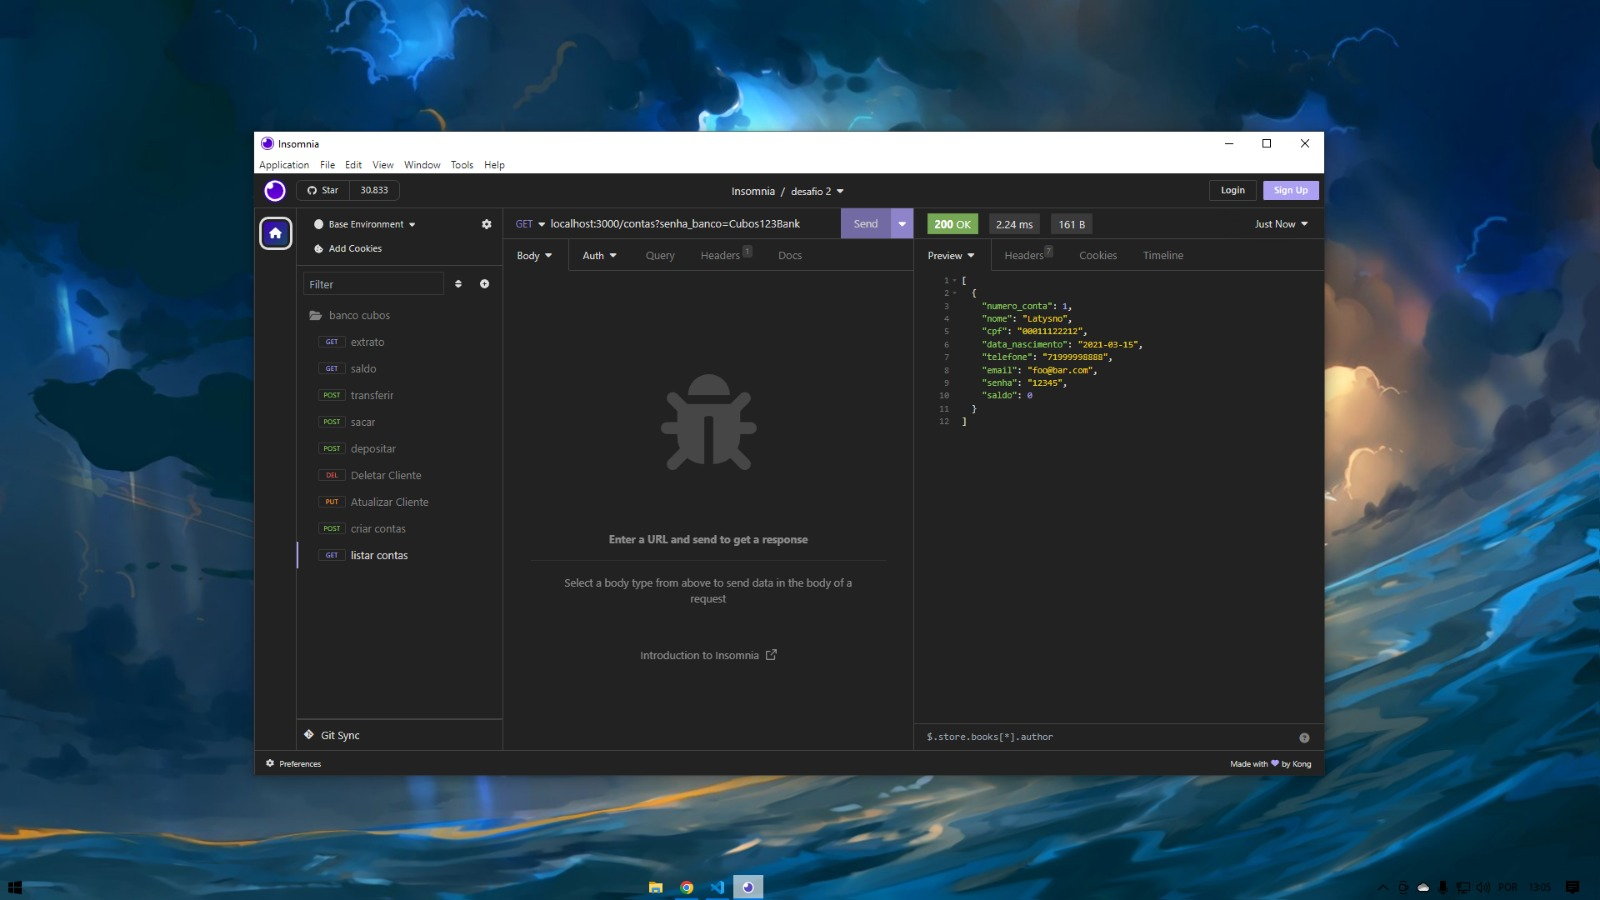 Insomnia
Application File Edit View Window Tools Help
Star 30.833
Insomnia / desafio 2
Login Sign Up
Base Environment
Add Cookies
Filter
banco cubos
GET extrato
GET saldo
POST transferir
POST sacar
POST depositar
DEL Deletar Cliente
PUT Atualizar Cliente
POST criar contas
GET listar contas
Git Sync
GET localhost:3000/contas?senha_banco=Cubos123Bank Send
Body Auth Query Headers 1 Docs
Enter a URL and send to get a response
Select a body type from above to send data in the body of a
request
Introduction to Insomnia
200 OK 2.24 ms 161 B Just Now
Preview Headers 7 Cookies Timeline
1 [
2 {
3 "numero_conta": 1,
4 "nome": "Latysno",
5 "cpf": "00011122212",
6 "data_nascimento": "2021-03-15",
7 "telefone": "71999998888",
8 "email": "foo@bar.com",
9 "senha": "12345",
10 "saldo": 0
11 }
12 ]
$.store.books[*].author
Preferences
Made with by Kong
POR 13:05